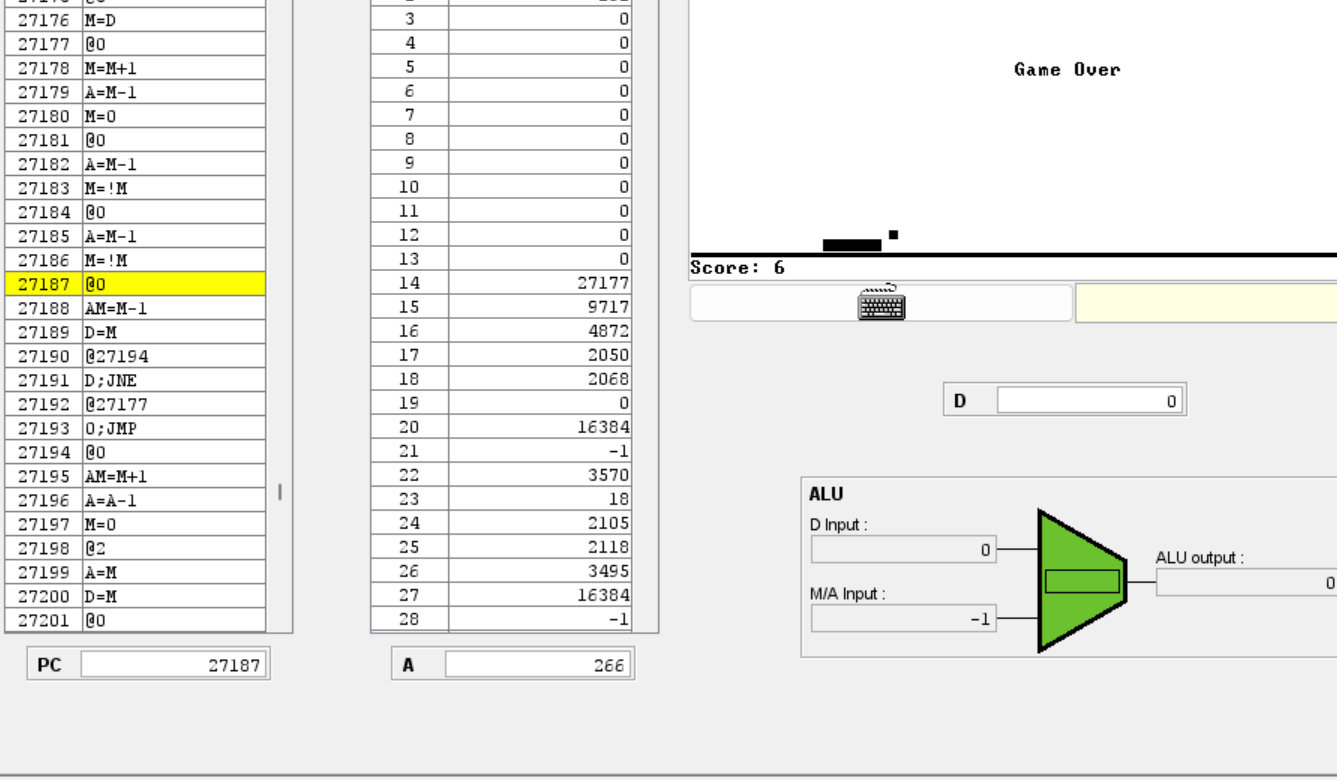 27176 M=D
27177 @0
27178 M=M+1
27179 A=M-1
27180 M=0
27181 @0
27182 A=M-1
27183 M=!M
27184 @0
27185 A=M-1
27186 M=!M
27187 @0
27188 AM=M-1
27189 D=M
27190 @27194
27191 D;JNE
27192 @27177
27193 0;JMP
27194 @0
27195 AM=M+1
27196 A=A-1
27197 M=0
27198 @2
27199 A=M
27200 D=M
27201 @0
PC 27187
3 0
4 0
5 0
6 0
7 0
8 0
9 0
10 0
11 0
12 0
13 0
14 27177
15 9717
16 4872
17 2050
18 2068
19 0
20 16384
21 -1
22 3570
23 18
24 2105
25 2118
26 3495
27 16384
28 -1
A 266
Game Over
Score: 6
D 0
ALU
D Input :
0
M/A Input :
-1
ALU output :
0